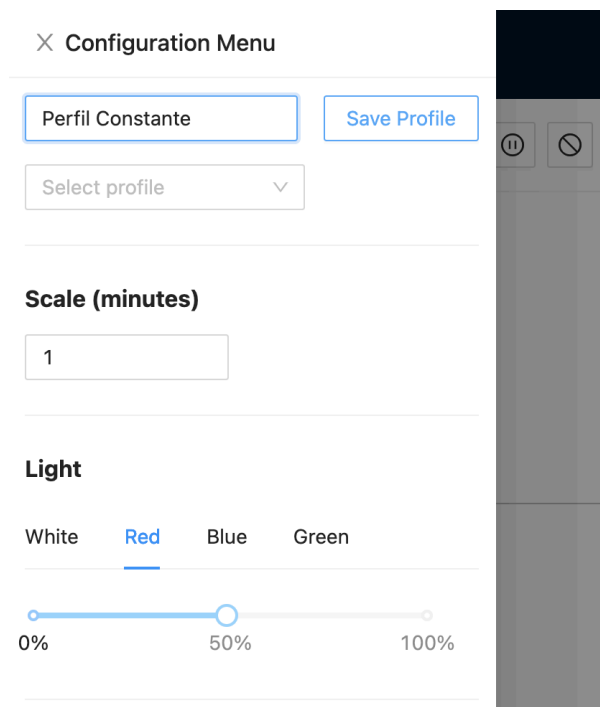 Configuration Menu
Perfil Constante
Save Profile
Select profile
Scale (minutes)
1
Light
White Red Blue Green
0% 50% 100%